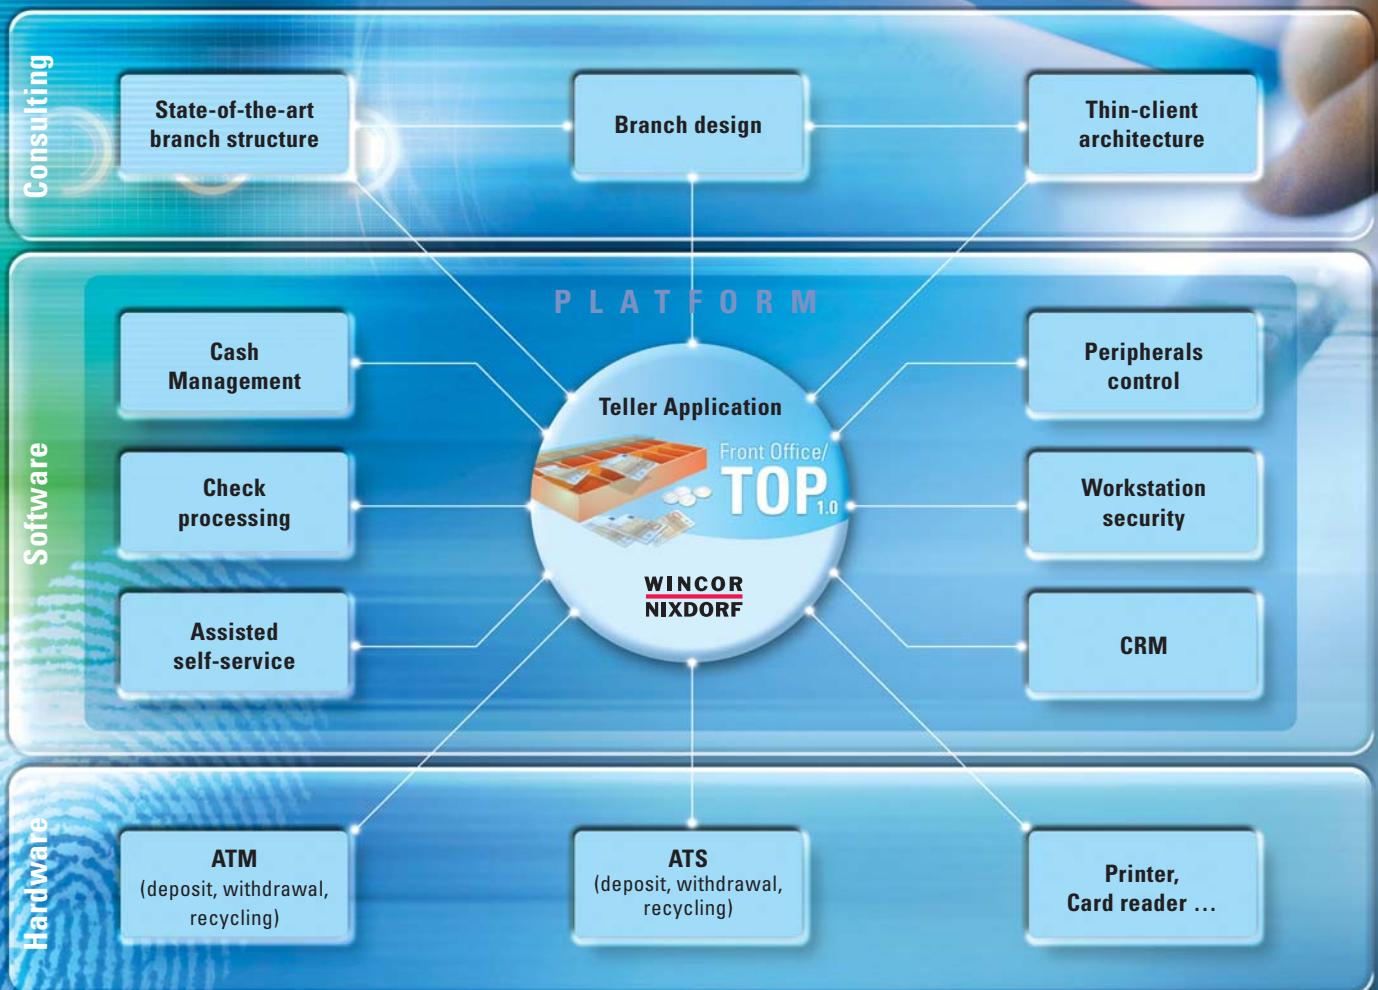 Consulting
State-of-the-art
branch structure
Branch design
Thin-client
architecture
Software
PLATFORM
Cash
Management
Check
processing
Assisted
self-service
Teller Application
Front Office/
TOP 1.0
WINCOR
NIXDORF
Peripherals
control
Workstation
security
CRM
Hardware
ATM
(deposit, withdrawal,
recycling)
ATS
(deposit, withdrawal,
recycling)
Printer,
Card reader ...